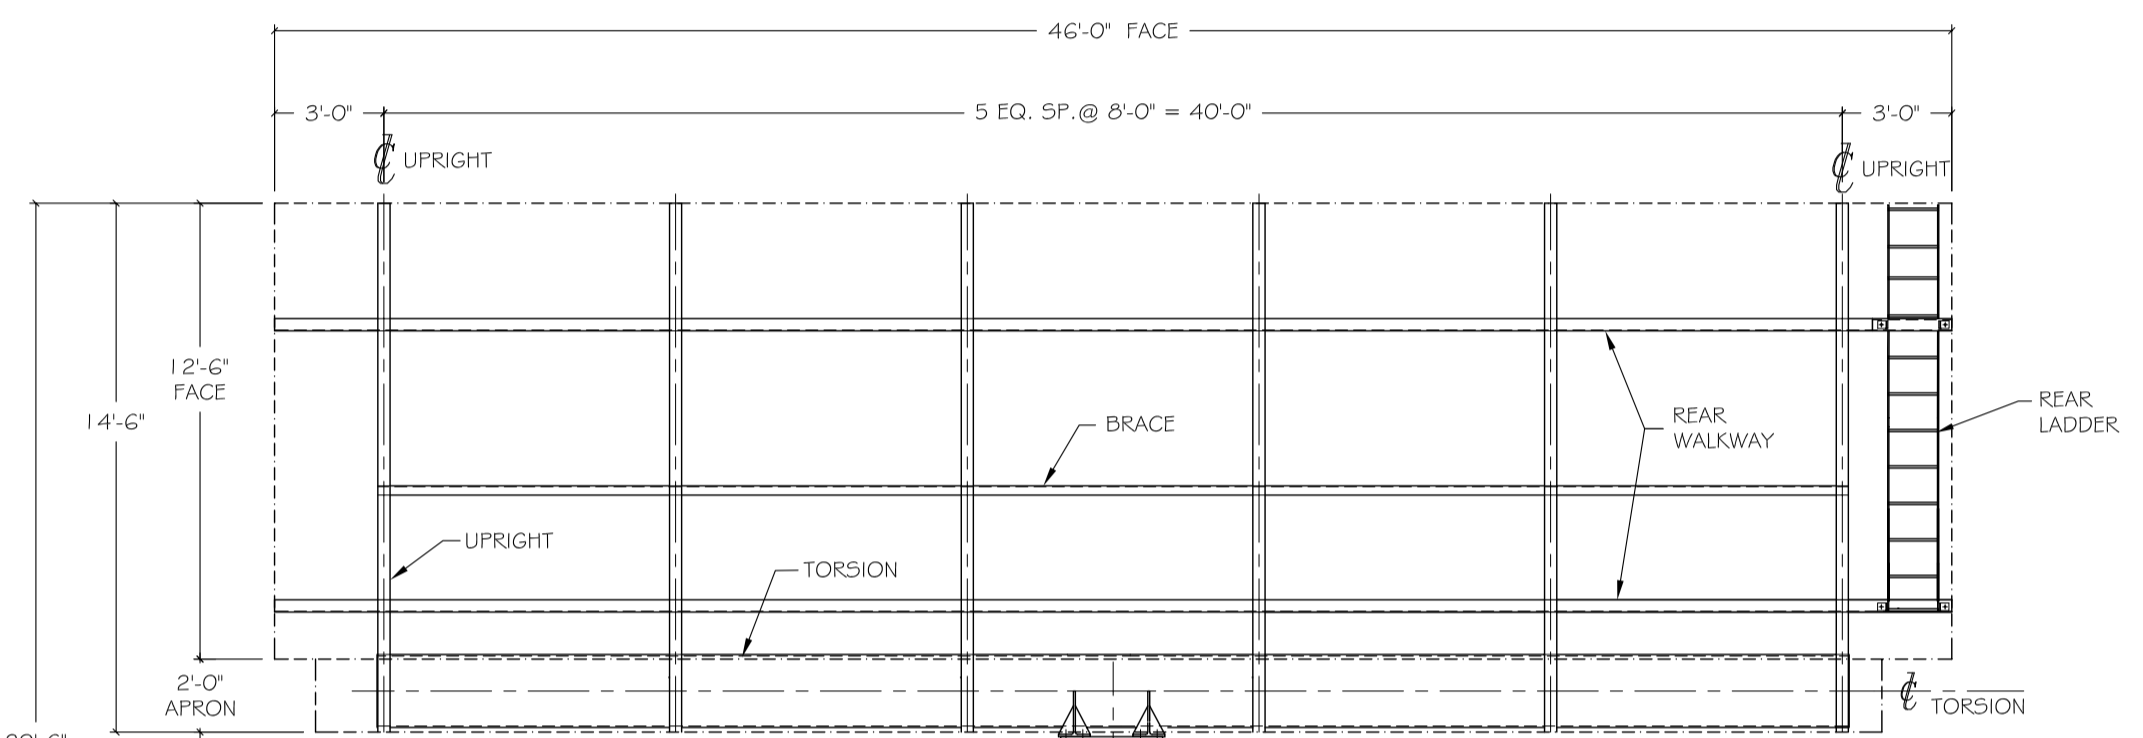 46'-0" FACE
3'-0"
5 EQ. SP.@ 8'-0" = 40'-0"
3'-0"
℄ UPRIGHT
℄ UPRIGHT
12'-6"
FACE
14'-6"
BRACE
REAR
WALKWAY
REAR
LADDER
UPRIGHT
TORSION
2'-0"
APRON
℄ TORSION